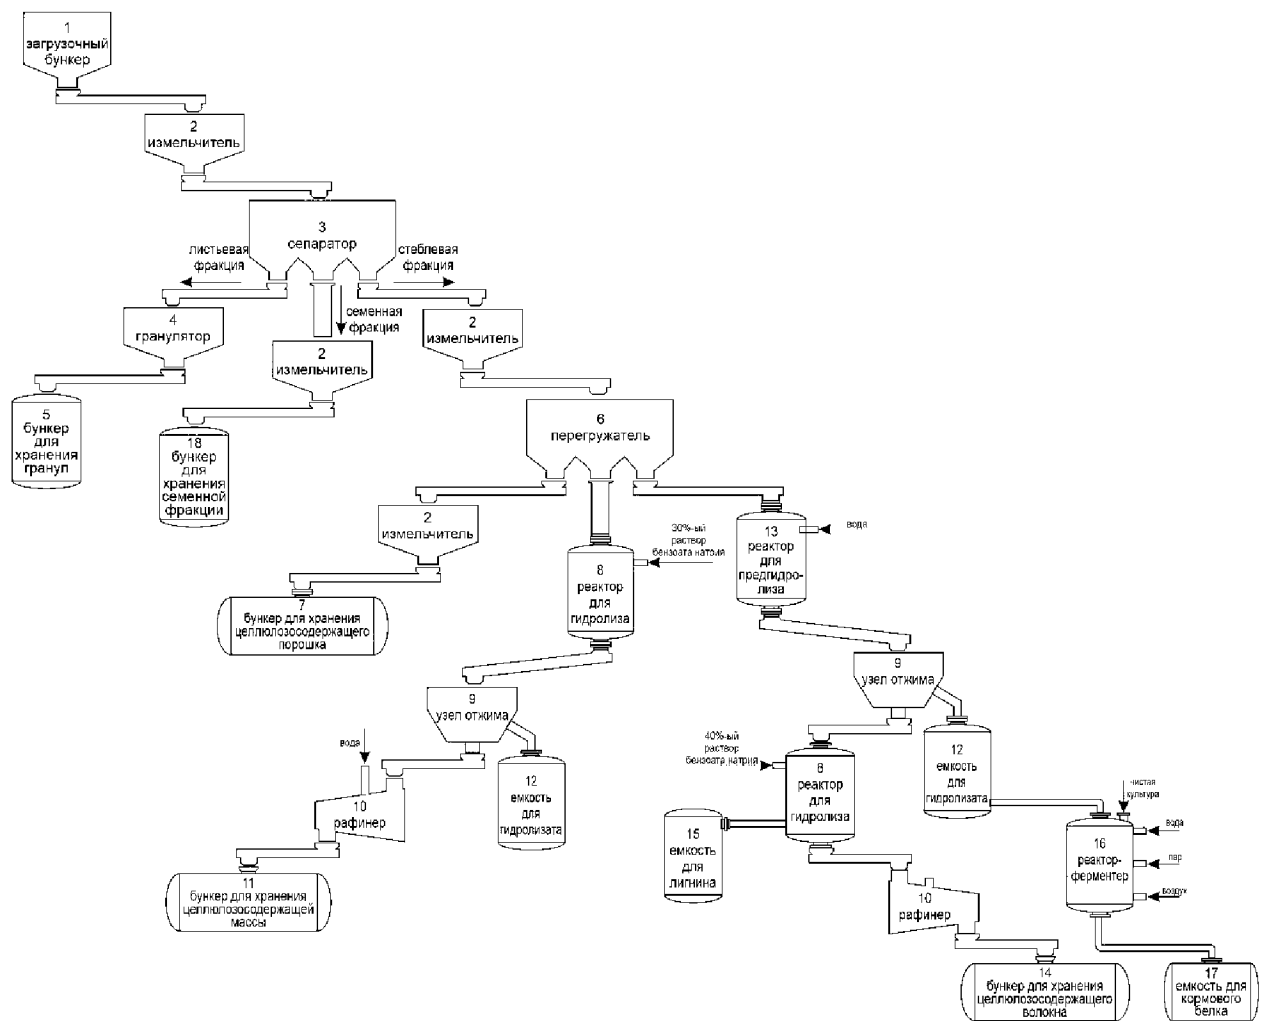 1
загрузочный
бункер
2
измельчитель
3
сепаратор
листьевая
фракция
стеблевая
фракция
семенная
фракция
4
гранулятор
2
измельчитель
2
измельчитель
5
бункер
для
хранения
гранул
18
бункер
для
хранения
семенной
фракции
6
перегружатель
2
измельчитель
30%-ый
раствор
бензоата натрия
13
реактор
для
предгидро-
лиза
вода
8
реактор
для
гидролиза
7
бункер для хранения
целлюлозосодержащего
порошка
9
узел отжима
9
узел отжима
вода
12
емкость
для
гидролизата
10
рафинер
11
бункер для хранения
целлюлозосодержащей
массы
40%-ый
раствор
бензоата натрия
8
реактор
для
гидролиза
12
емкость
для
гидролизата
чистая
культура
вода
пар
воздух
16
реактор-
ферментер
15
емкость
для
лигнина
10
рафинер
14
бункер для хранения
целлюлозосодержащего
волокна
17
емкость для
кормового
белка